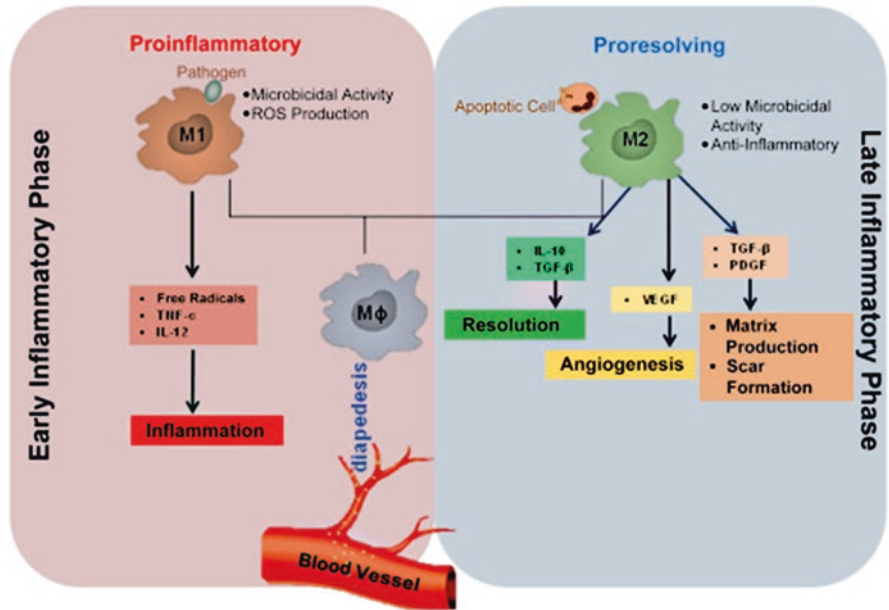 Proinflammatory
Pathogen
• Microbicidal Activity
• ROS Production
M1
Early Inflammatory Phase
• Free Radicals
• TNF-α
• IL-12
Inflammation
Mϕ
diapedesis
Blood Vessel
Proresolving
Apoptotic Cell
M2
• Low Microbicidal
Activity
• Anti-Inflammatory
Late Inflammatory Phase
• IL-10
• TGF-β
Resolution
• VEGF
Angiogenesis
• TGF-β
• PDGF
• Matrix
Production
• Scar
Formation